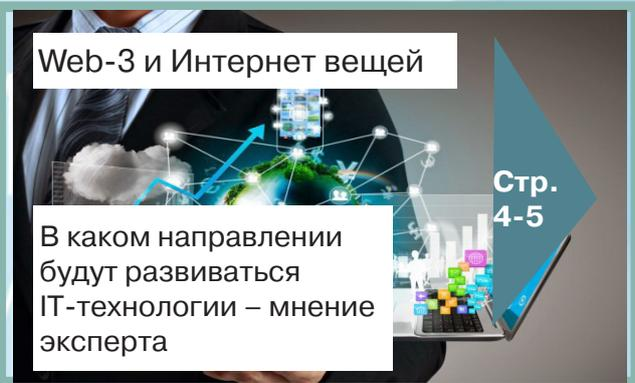 Web-3 и Интернет вещей
Стр.
4-5
В каком направлении
будут развиваться
IT-технологии – мнение
эксперта